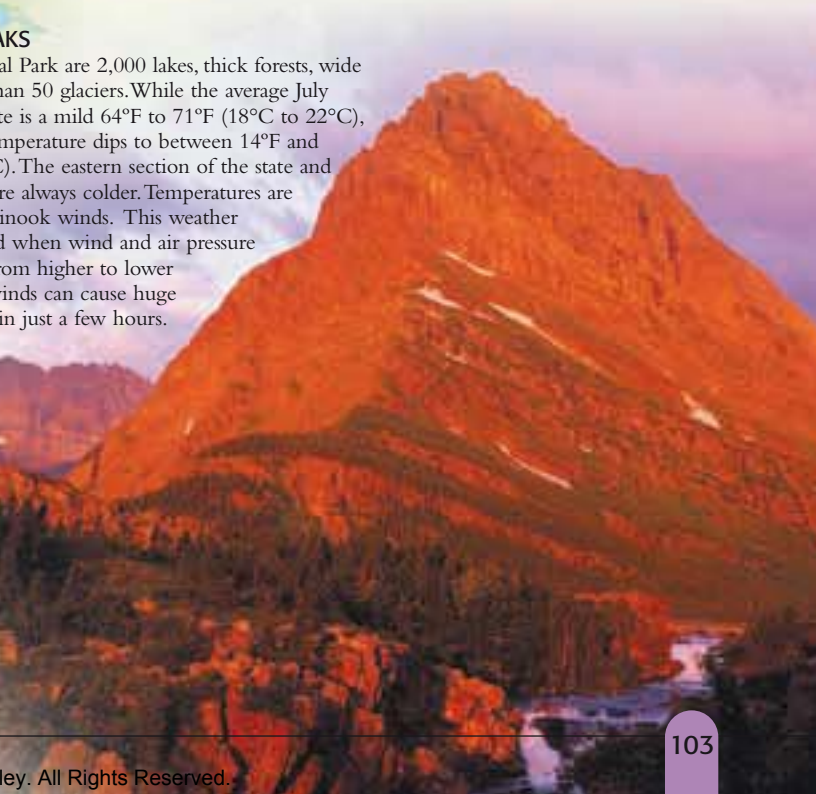 AKS
al Park are 2,000 lakes, thick forests, wide
han 50 glaciers.While the average July
te is a mild 64ºF to 71ºF (18°C to 22°C),
mperature dips to between 14ºF and
C).The eastern section of the state and
re always colder.Temperatures are
inook winds. This weather
d when wind and air pressure
rom higher to lower
winds can cause huge
in just a few hours.
103
ley. All Rights Reserved.